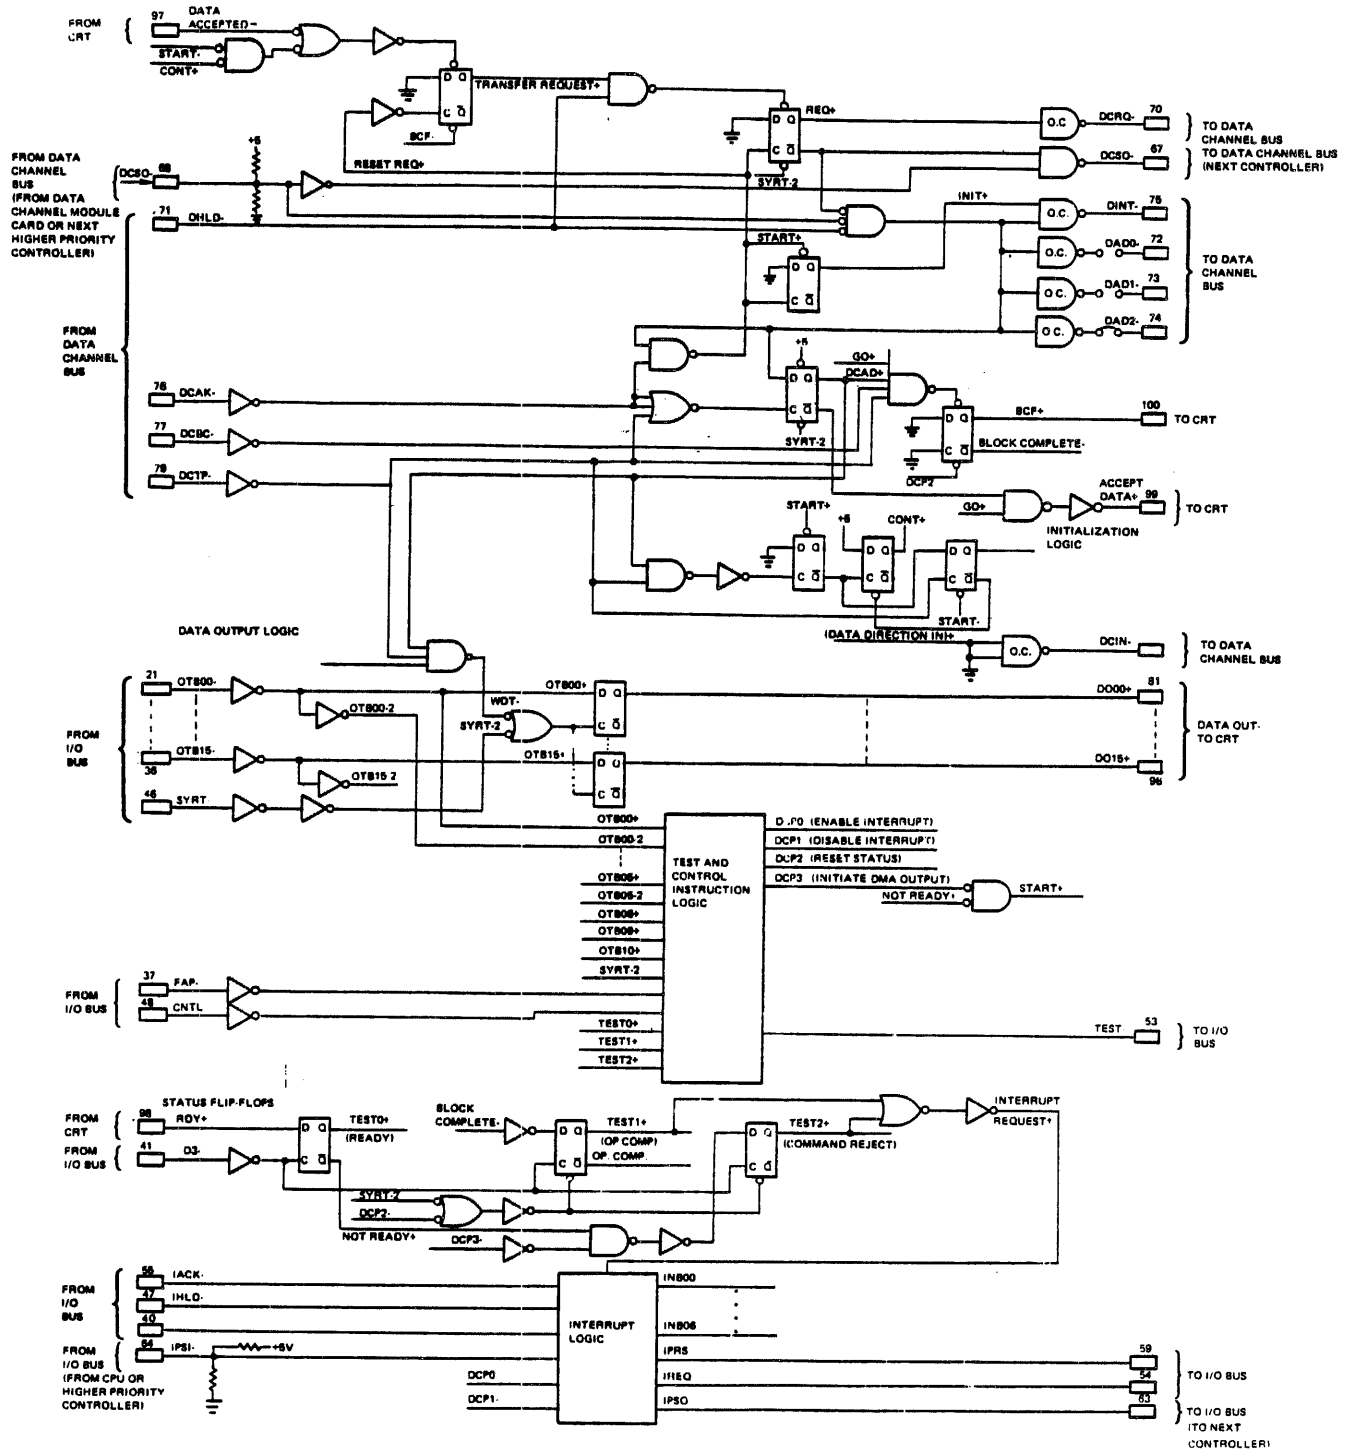 FROM
CRT
97
DATA
ACCEPTED-
START-
CONT+
D Q
C Q
BCF-
TRANSFER REQUEST+
RESET REQ+
+5
FROM DATA
CHANNEL
BUS
(FROM DATA
CHANNEL MODULE
CARD OR NEXT
HIGHER PRIORITY
CONTROLLER)
DCSO-
68
71
DHLD-
REQ+
D Q
C Q
SYRT-2
O.C
DCRQ-
70
TO DATA
CHANNEL BUS
DCSO-
67
TO DATA CHANNEL BUS
(NEXT CONTROLLER)
INIT+
O.C.
DINT-
75
O.C.
DAD0-
72
O.C.
DAD1-
73
O.C.
DAD2-
74
TO DATA
CHANNEL
BUS
START+
D Q
C Q
FROM
DATA
CHANNEL
BUS
76
DCAK-
77
DCBC-
79
DCTP-
+5
D Q
C Q
SYRT-2
GO+
DCAD+
D Q
C Q
DCP2
BCF+
100
TO CRT
BLOCK COMPLETE-
GO+
ACCEPT
DATA+
99
TO CRT
INITIALIZATION
LOGIC
START+
D Q
C Q
+5
CONT+
D Q
C Q
D Q
C Q
START-
(DATA DIRECTION IN)+
O.C.
DCIN-
TO DATA
CHANNEL BUS
DATA OUTPUT LOGIC
FROM
I/O
BUS
21
OTB00-
OTB00-2
36
OTB15-
OTB15-2
46
SYRT
WDT-
SYRT-2
OTB00+
D Q
C Q
OTB15+
D Q
C Q
DO00+
81
DO15+
96
DATA OUT-
TO CRT
OTB00+
OTB00-2
OTB05+
OTB05-2
OTB08+
OTB09+
OTB10+
SYRT-2
TEST AND
CONTROL
INSTRUCTION
LOGIC
(ENABLE INTERRUPT)
DCP1 (DISABLE INTERRUPT)
DCP2 (RESET STATUS)
DCP3 (INITIATE DMA OUTPUT)
NOT READY+
START+
FROM
I/O BUS
37
FAP-
48
CNTL
TEST0+
TEST1+
TEST2+
TEST
53
TO I/O
BUS
STATUS FLIP-FLOPS
FROM
CRT
98
RDY+
FROM
I/O BUS
41
D3-
D Q
C Q
TEST0+
(READY)
BLOCK
COMPLETE-
D Q
C Q
TEST1+
(OP COMP)
OP. COMP.
D Q
C Q
TEST2+
(COMMAND REJECT)
INTERRUPT
REQUEST+
SYRT-2
DCP2-
NOT READY+
DCP3-
FROM
I/O
BUS
IACK-
47
IHLD-
40
64
IPSI-
+5V
FROM
I/O BUS
(FROM CPU OR
HIGHER PRIORITY
CONTROLLER)
DCP0
DCP1-
INTERRUPT
LOGIC
INB00
INB06
IPRS
IREQ
IPSO
59
54
63
TO I/O BUS
TO I/O BUS
(TO NEXT
CONTROLLER)